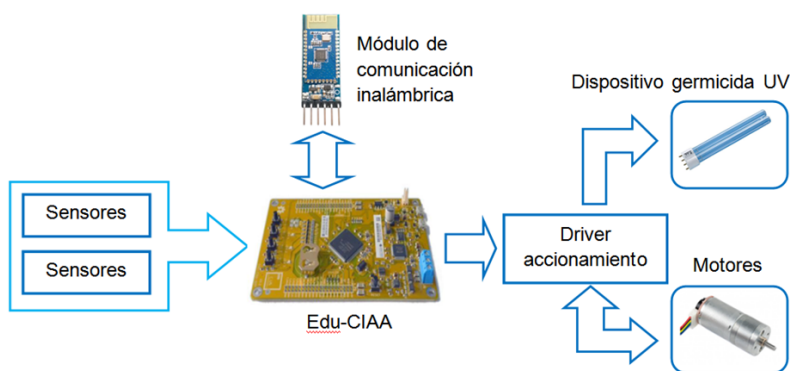 Módulo de
comunicación
inalámbrica
Dispositivo germicida UV
Sensores
Sensores
Driver
accionamiento
Motores
Edu-CIAA